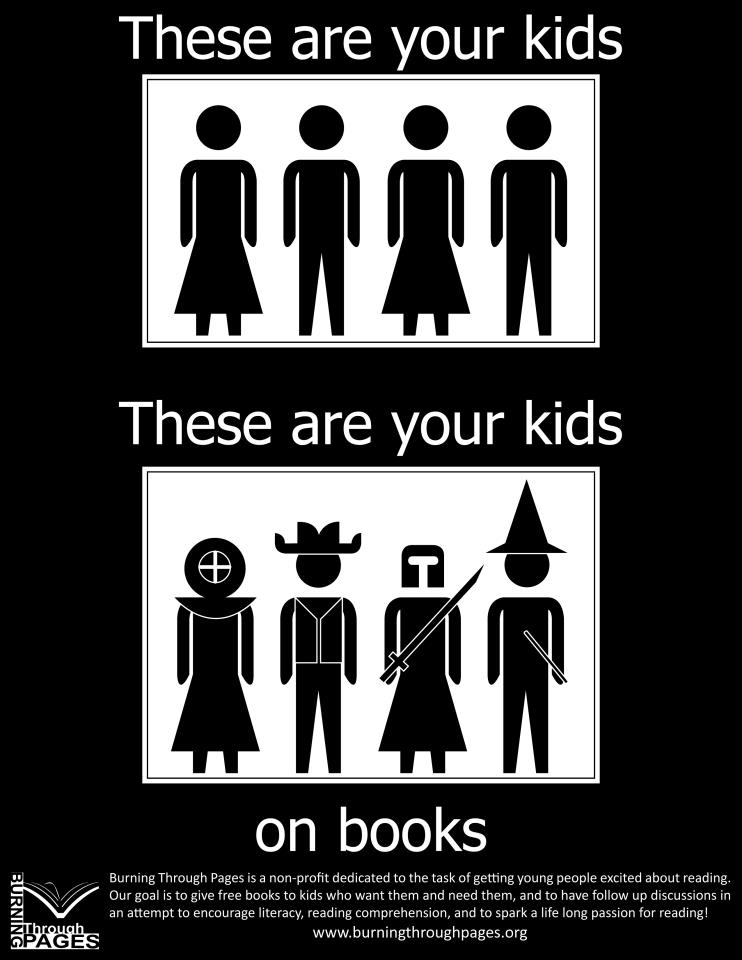 These are your kids
These are your kids
on books
BURNING
Through
PAGES
Burning Through Pages is a non-profit dedicated to the task of getting young people excited about reading.
Our goal is to give free books to kids who want them and need them, and to have follow up discussions in
an attempt to encourage literacy, reading comprehension, and to spark a life long passion for reading!
www.burningthroughpages.org